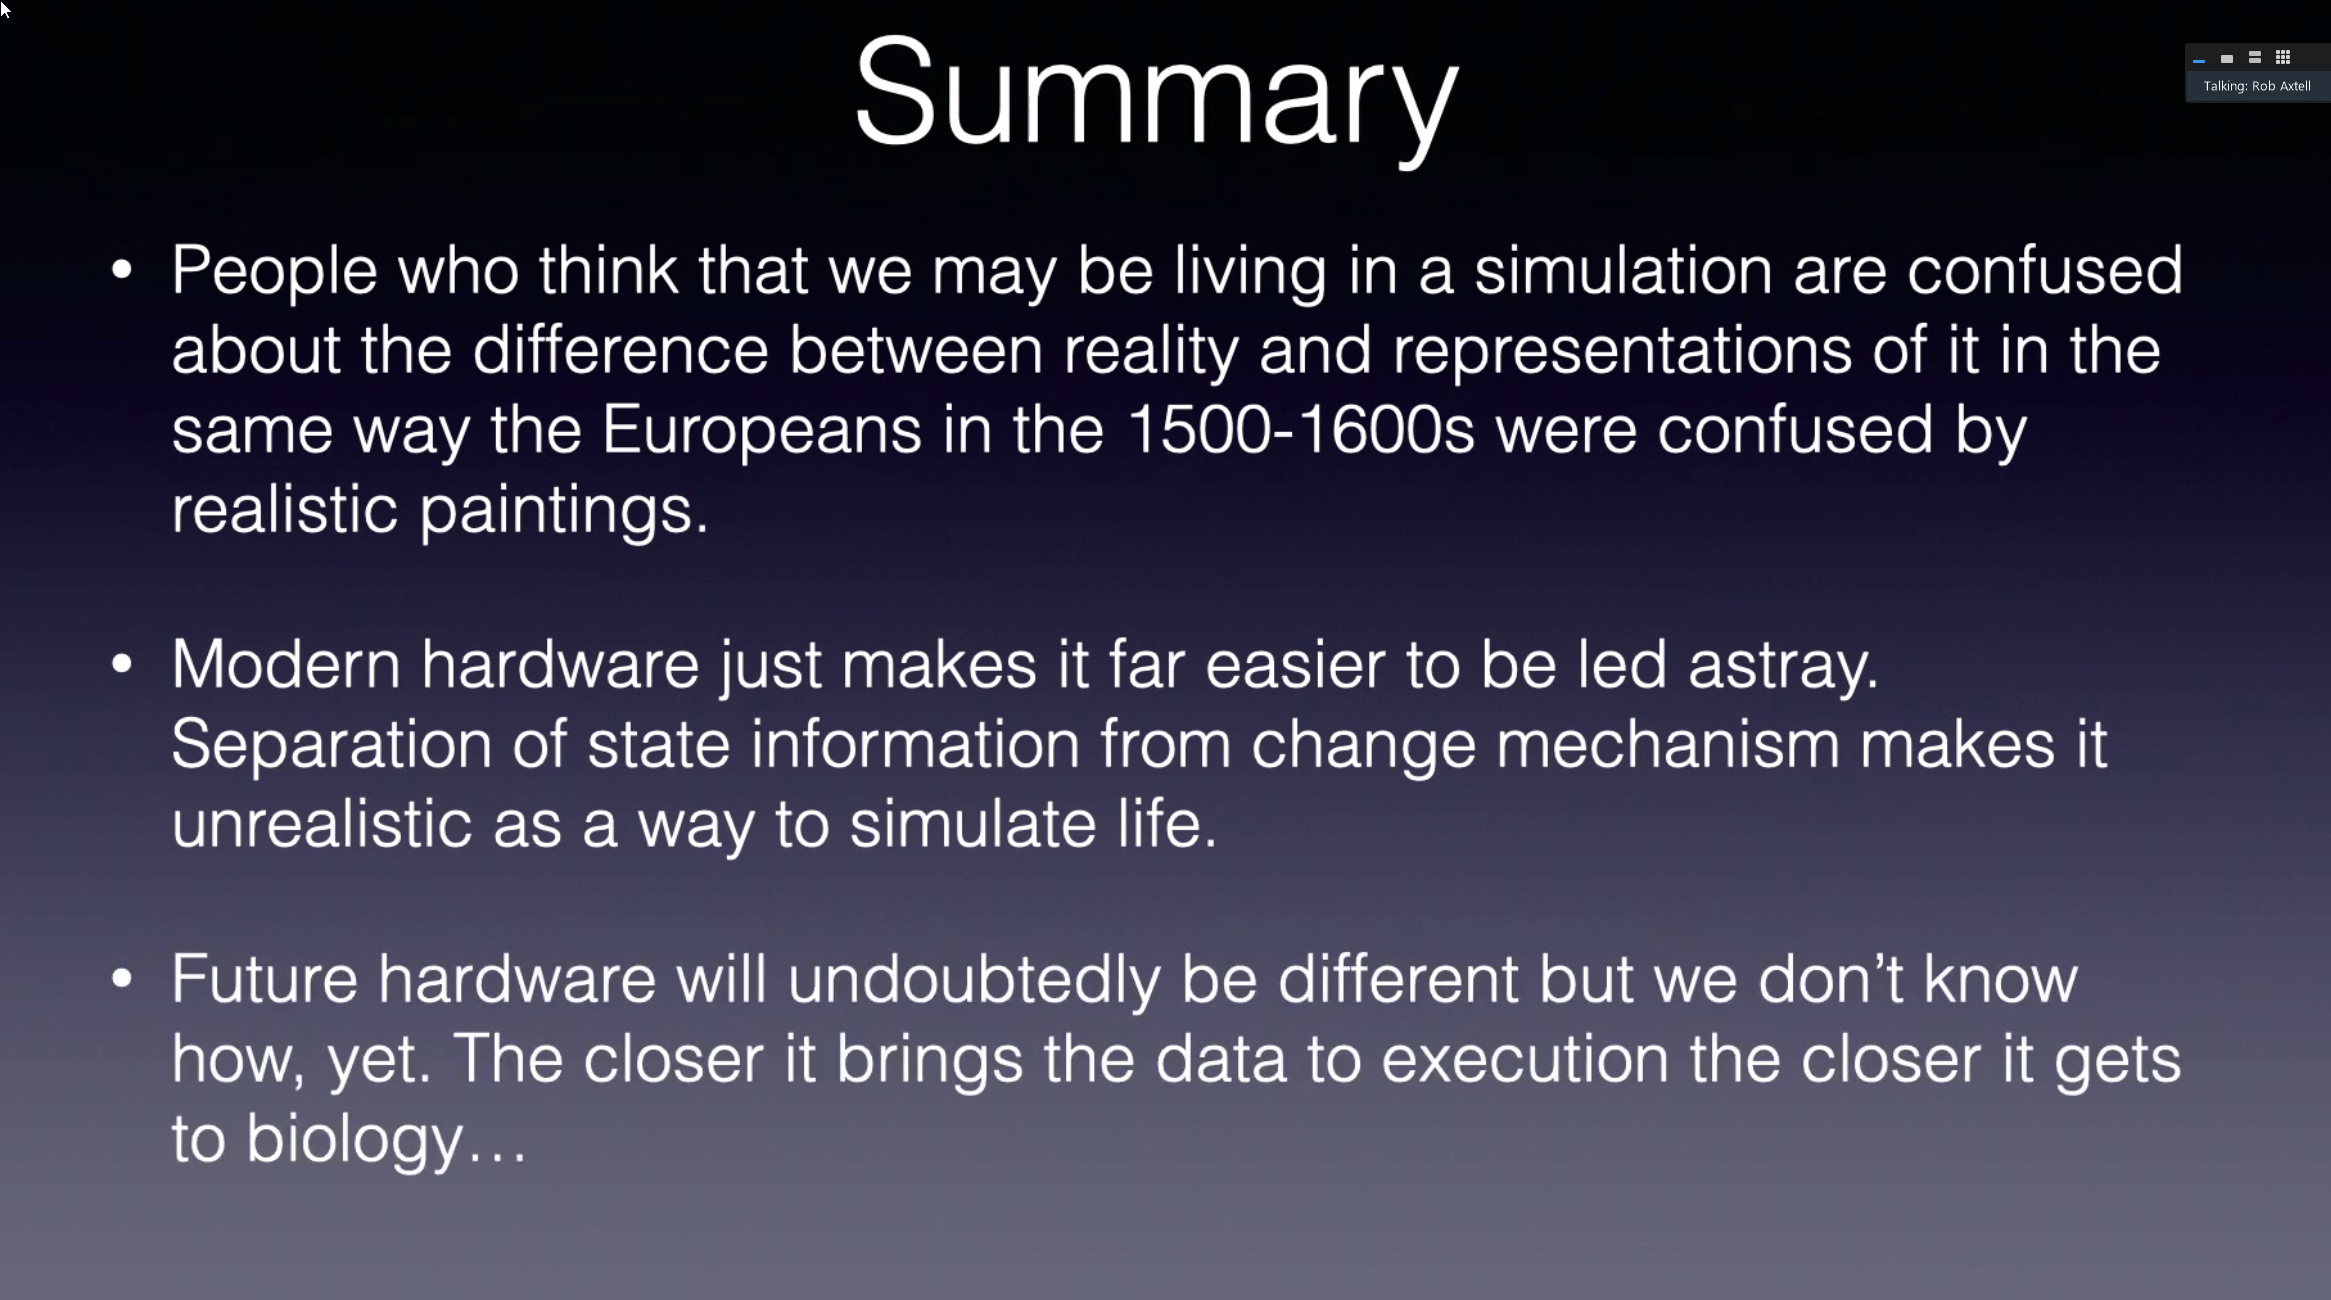 Summary
Talking: Rob Axtell
• People who think that we may be living in a simulation are confused
about the difference between reality and representations of it in the
same way the Europeans in the 1500-1600s were confused by
realistic paintings.
• Modern hardware just makes it far easier to be led astray.
Separation of state information from change mechanism makes it
unrealistic as a way to simulate life.
• Future hardware will undoubtedly be different but we don’t know
how, yet. The closer it brings the data to execution the closer it gets
to biology…